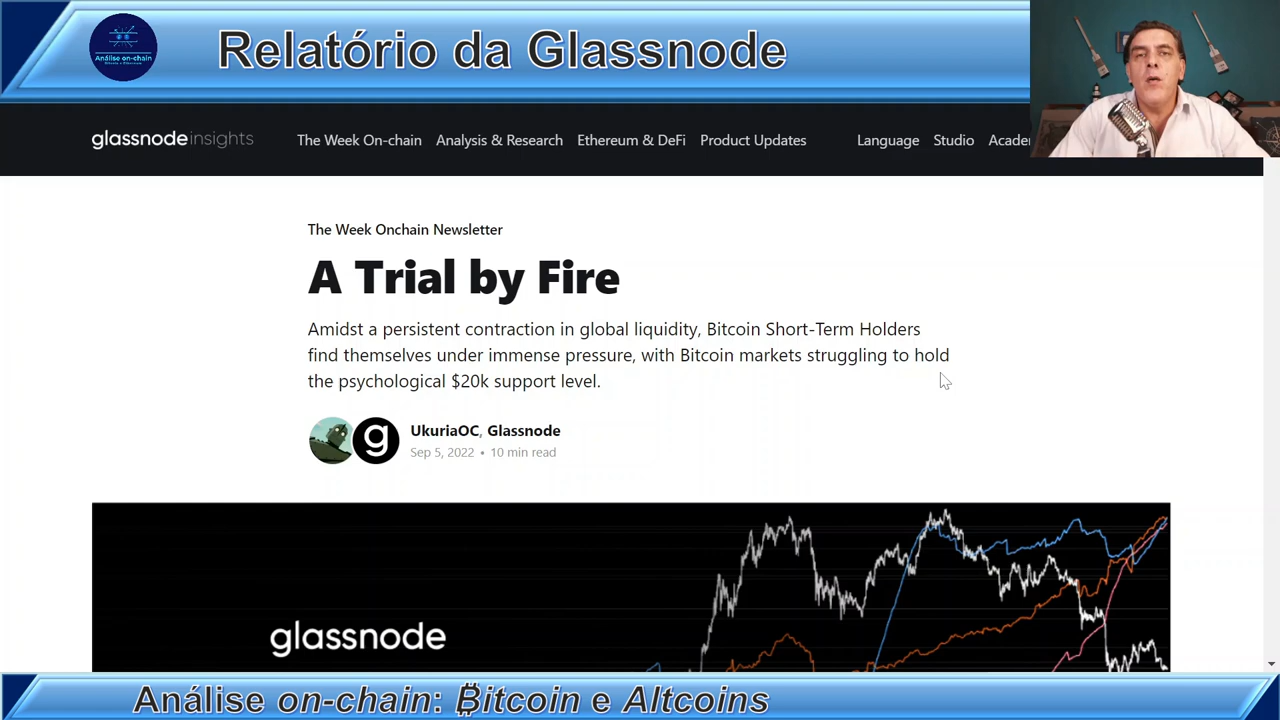 Relatório da Glassnode
Análise on-chain
glassnode insights
The Week On-chain Analysis & Research Ethereum & DeFi Product Updates Language Studio
The Week Onchain Newsletter
A Trial by Fire
Amidst a persistent contraction in global liquidity, Bitcoin Short-Term Holders
find themselves under immense pressure, with Bitcoin markets struggling to hold
the psychological $20k support level.
g
UkuriaOC, Glassnode
Sep 5, 2022 • 10 min read
glassnode
Análise on-chain: ₿itcoin e Altcoins